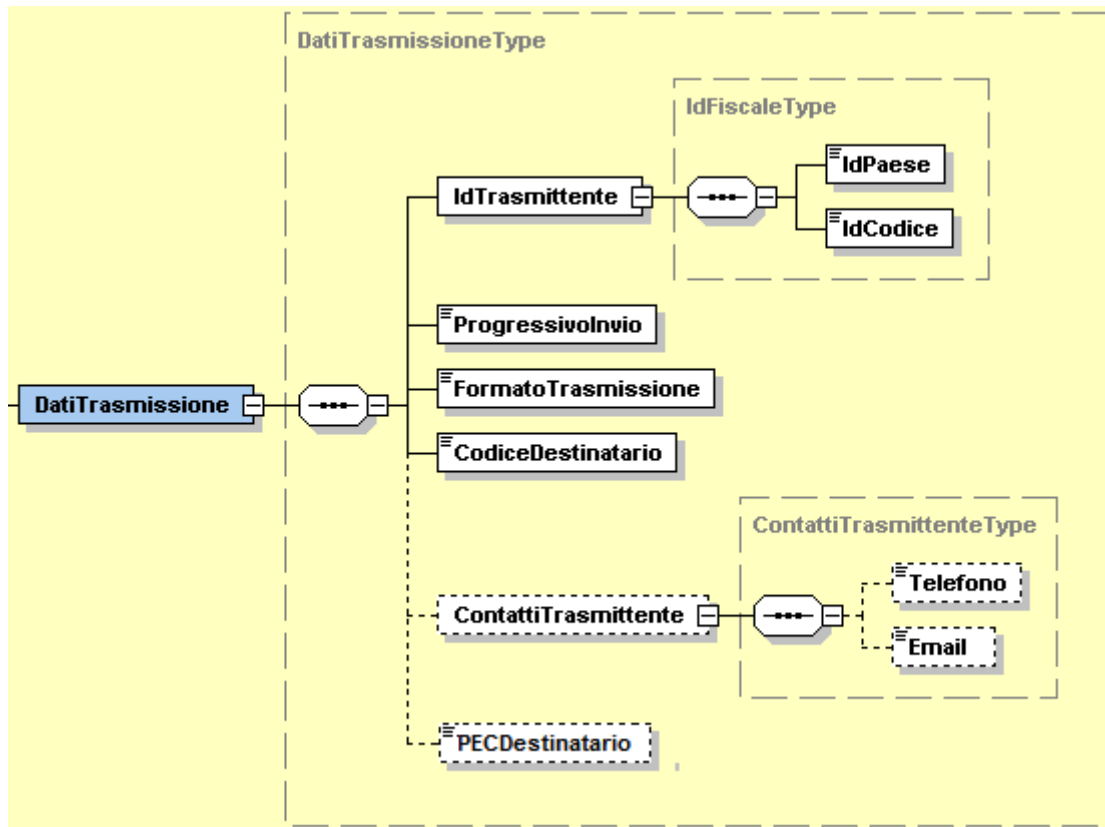 DatiTrasmissioneType
IdFiscaleType
IdPaese
IdTrasmittente
IdCodice
ProgressivoInvio
FormatoTrasmissione
DatiTrasmissione
CodiceDestinatario
ContattiTrasmittenteType
Telefono
ContattiTrasmittente
Email
PECDestinatario